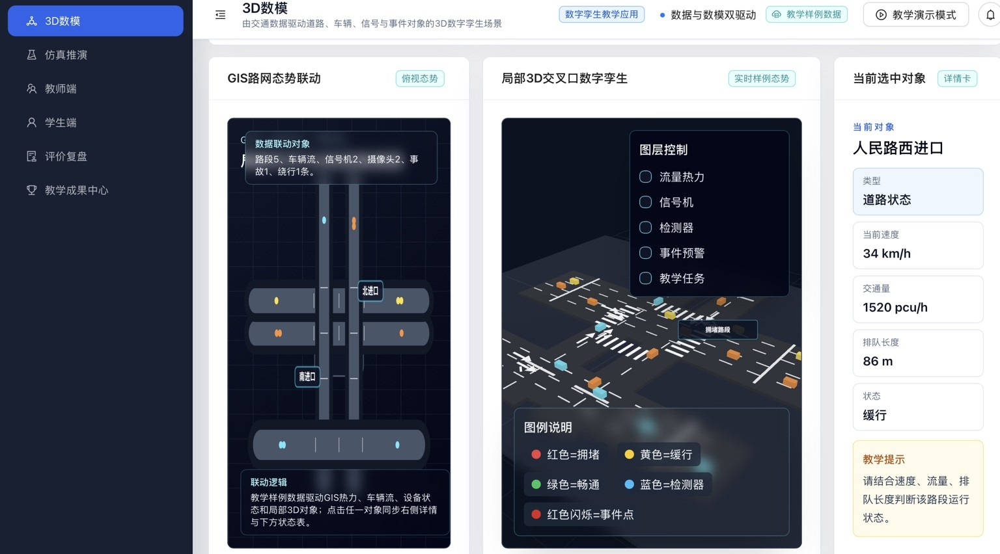 3D数模
仿真推演
教师端
学生端
评价复盘
教学成果中心
3D数模
由交通数据驱动道路、车辆、信号与事件对象的3D数字孪生场景
数字孪生教学应用
数据与数模双驱动
教学样例数据
教学演示模式
GIS路网态势联动
俯视态势
数据联动对象
路段5、车辆流、信号机2、摄像头2、事
故1、绕行1条。
北进口
南进口
联动逻辑
教学样例数据驱动GIS热力、车辆流、设备状
态和局部3D对象；点击任一对象同步右侧详情
与下方状态表。
局部3D交叉口数字孪生
实时样例态势
图层控制
流量热力
信号机
检测器
事件预警
教学任务
拥堵路段
图例说明
红色=拥堵
黄色=缓行
绿色=畅通
蓝色=检测器
红色闪烁=事件点
当前选中对象
详情卡
当前对象
人民路西进口
类型
道路状态
当前速度
34 km/h
交通量
1520 pcu/h
排队长度
86 m
状态
缓行
教学提示
请结合速度、流量、排
队长度判断该路段运行
状态。